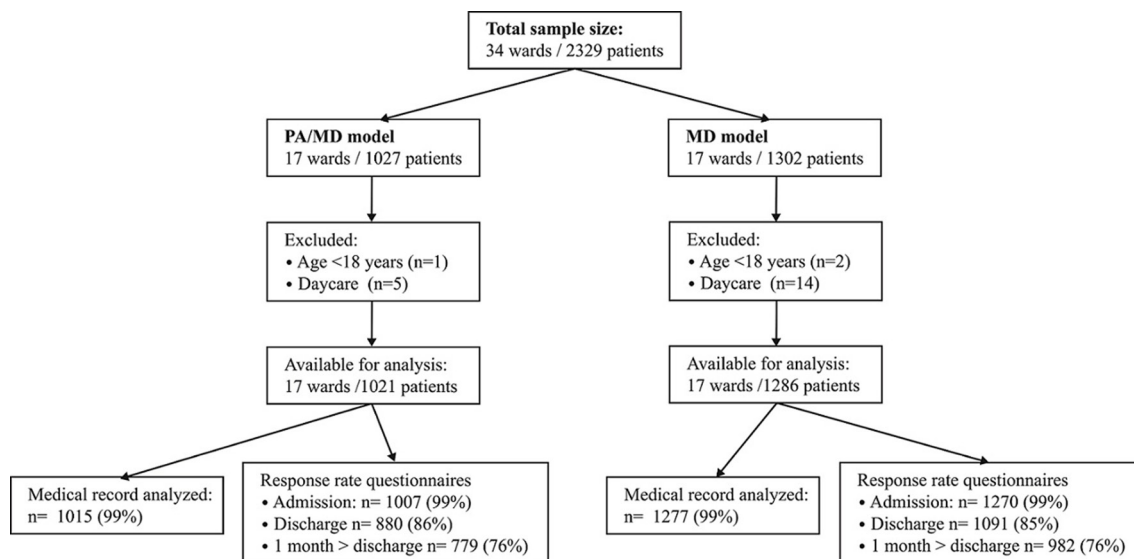 Total sample size:
34 wards / 2329 patients
PA/MD model
17 wards / 1027 patients
MD model
17 wards / 1302 patients
Excluded:
• Age <18 years (n=1)
• Daycare (n=5)
Excluded:
• Age <18 years (n=2)
• Daycare (n=14)
Available for analysis:
17 wards /1021 patients
Available for analysis:
17 wards /1286 patients
Medical record analyzed:
n= 1015 (99%)
Response rate questionnaires
• Admission: n= 1007 (99%)
• Discharge n= 880 (86%)
• 1 month > discharge n= 779 (76%)
Medical record analyzed:
n= 1277 (99%)
Response rate questionnaires
• Admission: n= 1270 (99%)
• Discharge n= 1091 (85%)
• 1 month > discharge n= 982 (76%)